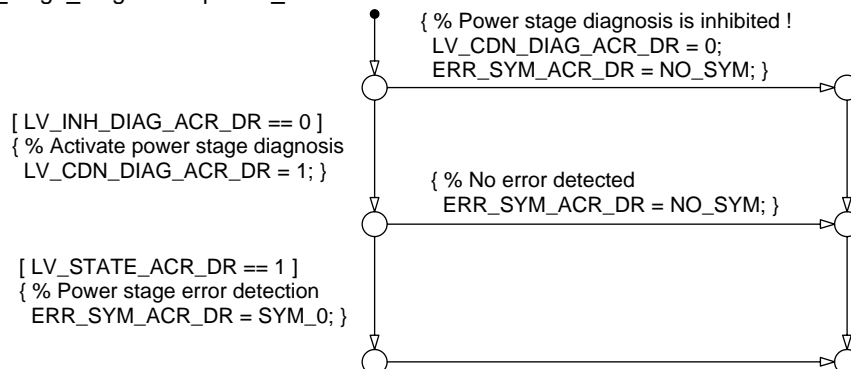 { % Power stage diagnosis is inhibited !
LV_CDN_DIAG_ACR_DR = 0;
ERR_SYM_ACR_DR = NO_SYM; }
[ LV_INH_DIAG_ACR_DR == 0 ]
{ % Activate power stage diagnosis
LV_CDN_DIAG_ACR_DR = 1; }
{ % No error detected
ERR_SYM_ACR_DR = NO_SYM; }
[ LV_STATE_ACR_DR == 1 ]
{ % Power stage error detection
ERR_SYM_ACR_DR = SYM_0; }